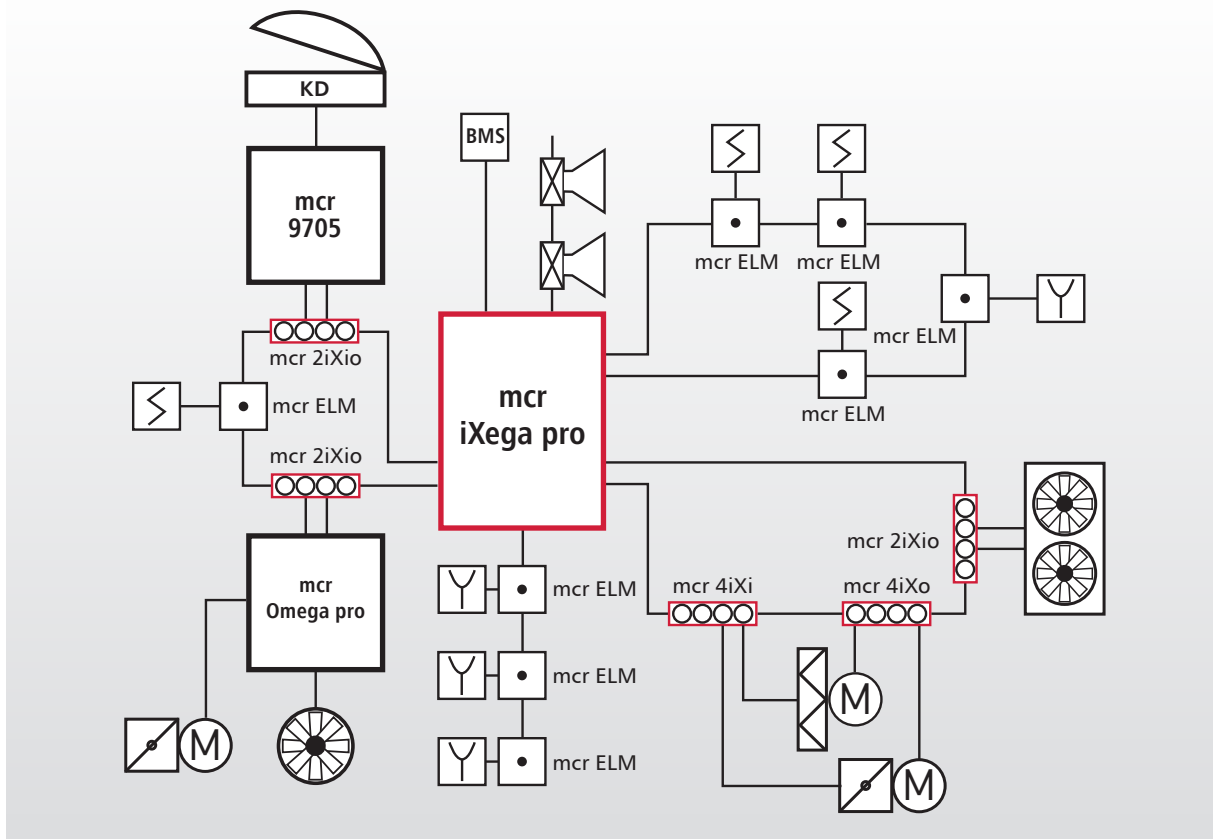 KD
BMS
mcr
9705
mcr ELM
mcr ELM
mcr 2iXio
mcr ELM
mcr ELM
mcr ELM
mcr
iXega pro
mcr 2iXio
mcr 2iXio
mcr
Omega pro
mcr ELM
mcr 4iXi
mcr 4iXo
mcr ELM
M
M
mcr ELM
M